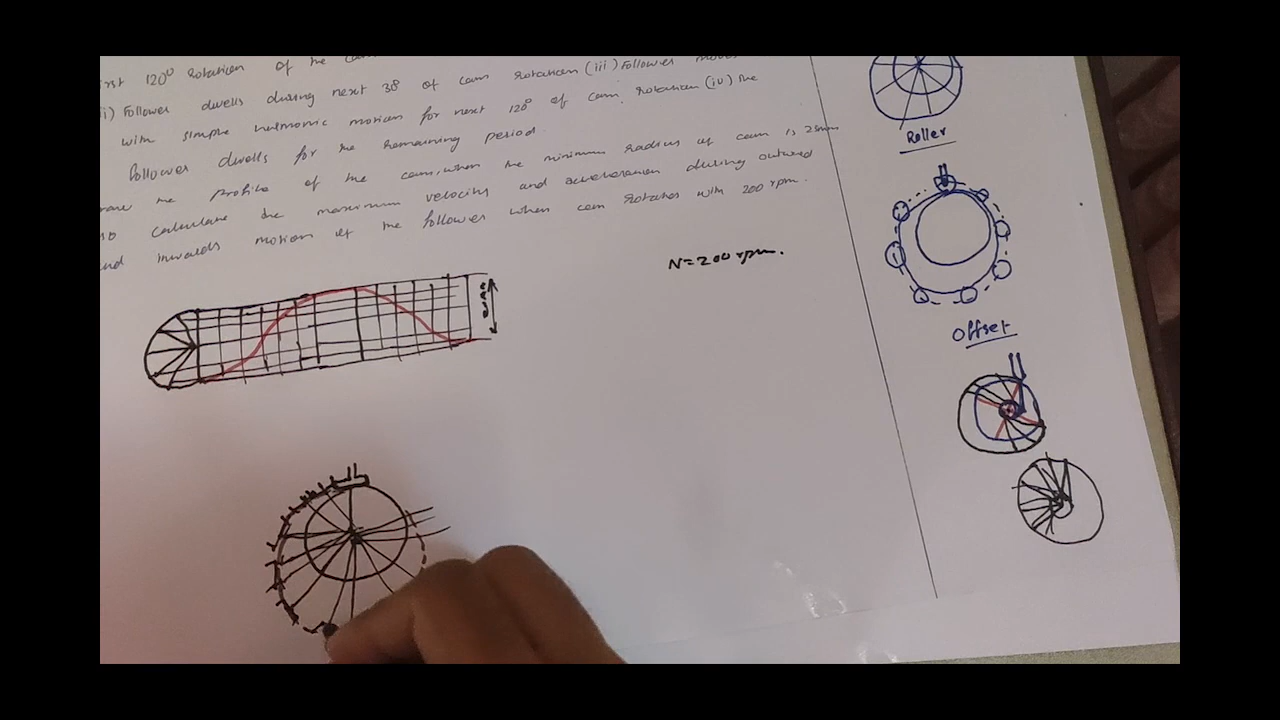 irst 120° Rotation of the
ii) Follower dwells during next 30° of cam Rotation (iii) Follower moves
with simple harmonic motion for next 120° of cam Rotation (iv) The
follower dwells for the remaining period.
the profile of the cam, when the minimum radius of cam is 25mm
so calculate the maximum velocity and acceleration during outward
and inwards motion of the follower when cam rotates with 200 rpm.
N=200 rpm.
Roller
Offset